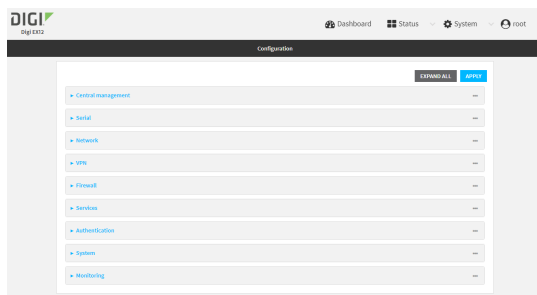 DIGI
Digi EX12
Dashboard
Status
System
root
Configuration
EXPAND ALL
APPLY
Central management
Serial
Network
VPN
Firewall
Services
Authentication
System
Monitoring